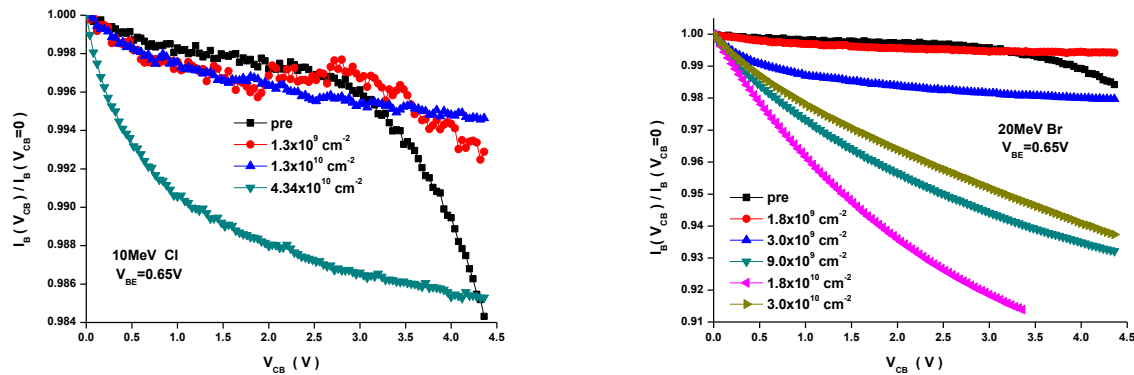 1.000
0.998
0.996
0.994
0.992
0.990
0.988
0.986
0.984
I_B ( V_CB ) / I_B ( V_CB=0 )
pre
1.3x10^9 cm^-2
1.3x10^10 cm^-2
4.34x10^10 cm^-2
10MeV Cl
V_BE=0.65V
0.0 0.5 1.0 1.5 2.0 2.5 3.0 3.5 4.0 4.5
V_CB ( V )
1.00
0.99
0.98
0.97
0.96
0.95
0.94
0.93
0.92
0.91
I_B( V_CB ) / I_B ( V_CB=0 )
20MeV Br
V_BE=0.65V
pre
1.8x10^9 cm^-2
3.0x10^9 cm^-2
9.0x10^9 cm^-2
1.8x10^10 cm^-2
3.0x10^10 cm^-2
0.0 0.5 1.0 1.5 2.0 2.5 3.0 3.5 4.0 4.5
V_CB ( V )